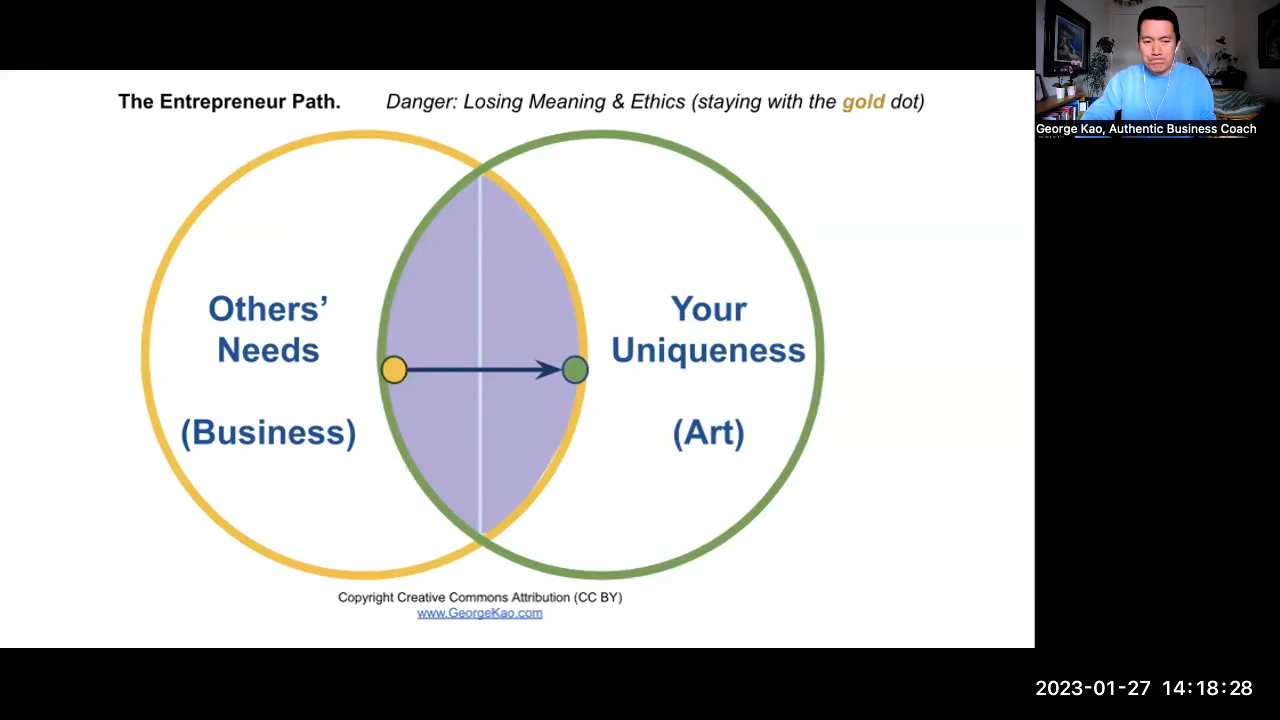 The Entrepreneur Path. Danger: Losing Meaning & Ethics (staying with the gold dot)
Others’
Needs
(Business)
Your
Uniqueness
(Art)
Copyright Creative Commons Attribution (CC BY)
www.GeorgeKao.com
George Kao, Authentic Business Coach
2023-01-27 14:18:28